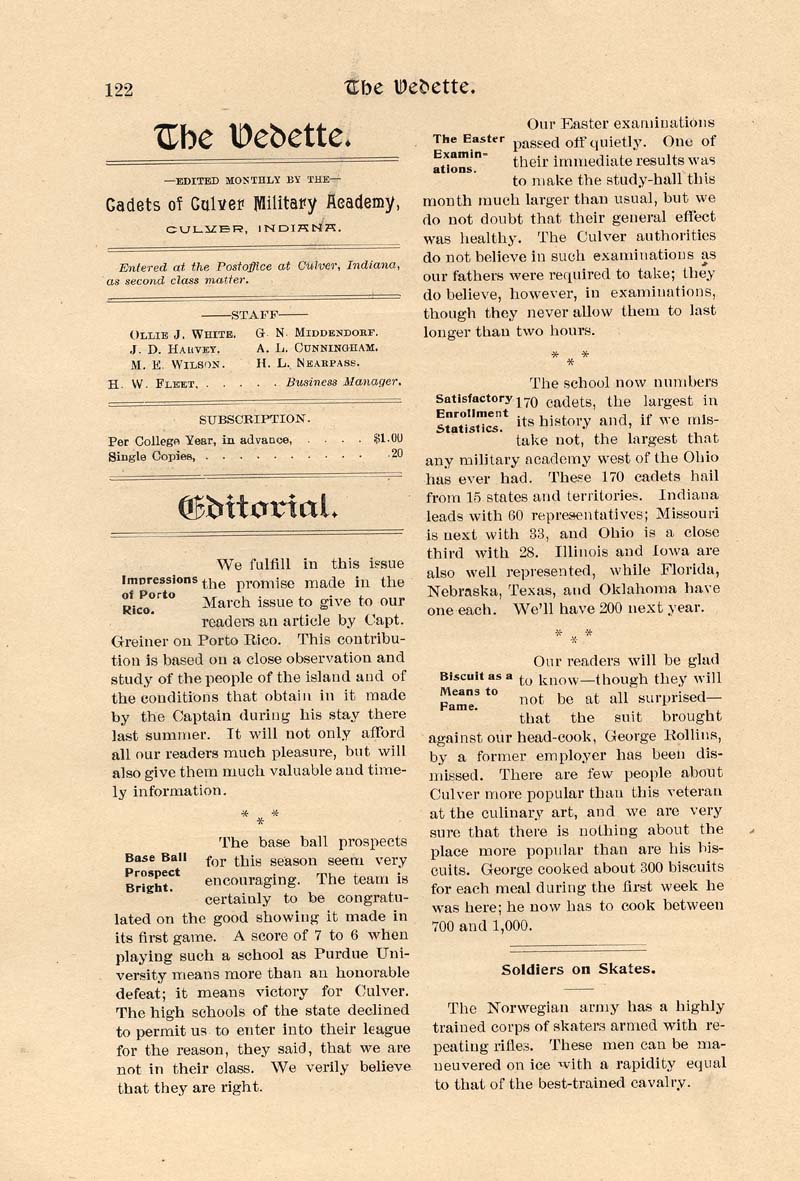 122
The Vedette.
The Vedette.
—EDITED MONTHLY BY THE—
Cadets of Culver Military Academy,
CULVER, INDIANA.
Entered at the Postoffice at Culver, Indiana,
as second class matter.
——STAFF——
OLLIE J. WHITE. G. N. MIDDENDORF.
J. D. HARVEY. A. L. CUNNINGHAM.
M. E. WILSON. H. L. NEARPASS.
H. W. FLEET, . . . . . Business Manager.
SUBSCRIPTION.
Per College Year, in advance, . . . . $1.00
Single Copies, . . . . . . . . . . .20
Editorial.
We fulfill in this issue
Impressions of Porto Rico.
the promise made in the
March issue to give to our
readers an article by Capt.
Greiner on Porto Rico. This contribu-
tion is based on a close observation and
study of the people of the island and of
the conditions that obtain in it made
by the Captain during his stay there
last summer. It will not only afford
all our readers much pleasure, but will
also give them much valuable and time-
ly information.
* * *
The base ball prospects
Base Ball Prospect Bright.
for this season seem very
encouraging. The team is
certainly to be congratu-
lated on the good showing it made in
its first game. A score of 7 to 6 when
playing such a school as Purdue Uni-
versity means more than an honorable
defeat; it means victory for Culver.
The high schools of the state declined
to permit us to enter into their league
for the reason, they said, that we are
not in their class. We verily believe
that they are right.
Our Easter examinations
The Easter Examin-ations.
passed off quietly. One of
their immediate results was
to make the study-hall this
month much larger than usual, but we
do not doubt that their general effect
was healthy. The Culver authorities
do not believe in such examinations as
our fathers were required to take; they
do believe, however, in examinations,
though they never allow them to last
longer than two hours.
* * *
The school now numbers
Satisfactory Enrollment Statistics.
170 cadets, the largest in
its history and, if we mis-
take not, the largest that
any military academy west of the Ohio
has ever had. These 170 cadets hail
from 15 states and territories. Indiana
leads with 60 representatives; Missouri
is next with 33, and Ohio is a close
third with 28. Illinois and Iowa are
also well represented, while Florida,
Nebraska, Texas, and Oklahoma have
one each. We'll have 200 next year.
* * *
Our readers will be glad
Biscuit as a Means to Fame.
to know—though they will
not be at all surprised—
that the suit brought
against our head-cook, George Rollins,
by a former employer has been dis-
missed. There are few people about
Culver more popular than this veteran
at the culinary art, and we are very
sure that there is nothing about the
place more popular than are his bis-
cuits. George cooked about 300 biscuits
for each meal during the first week he
was here; he now has to cook between
700 and 1,000.
Soldiers on Skates.
The Norwegian army has a highly
trained corps of skaters armed with re-
peating rifles. These men can be ma-
neuvered on ice with a rapidity equal
to that of the best-trained cavalry.